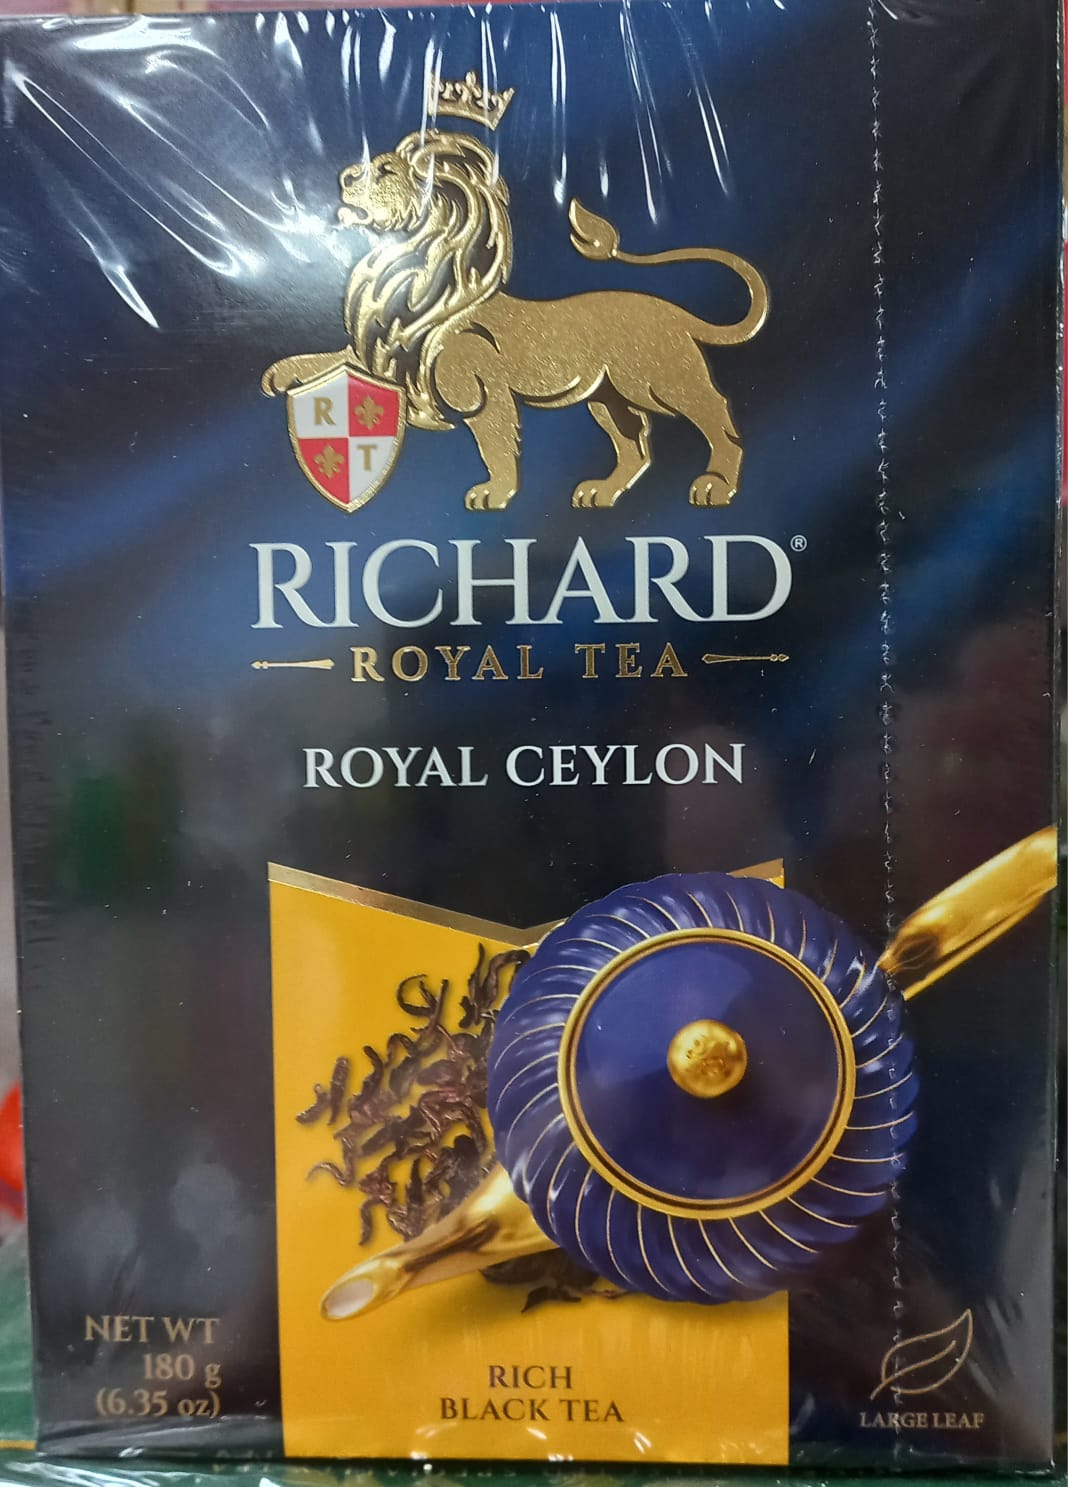 R
T
RICHARD®
ROYAL TEA
ROYAL CEYLON
NET WT
180 g
(6.35 oz)
RICH
BLACK TEA
LARGE LEAF